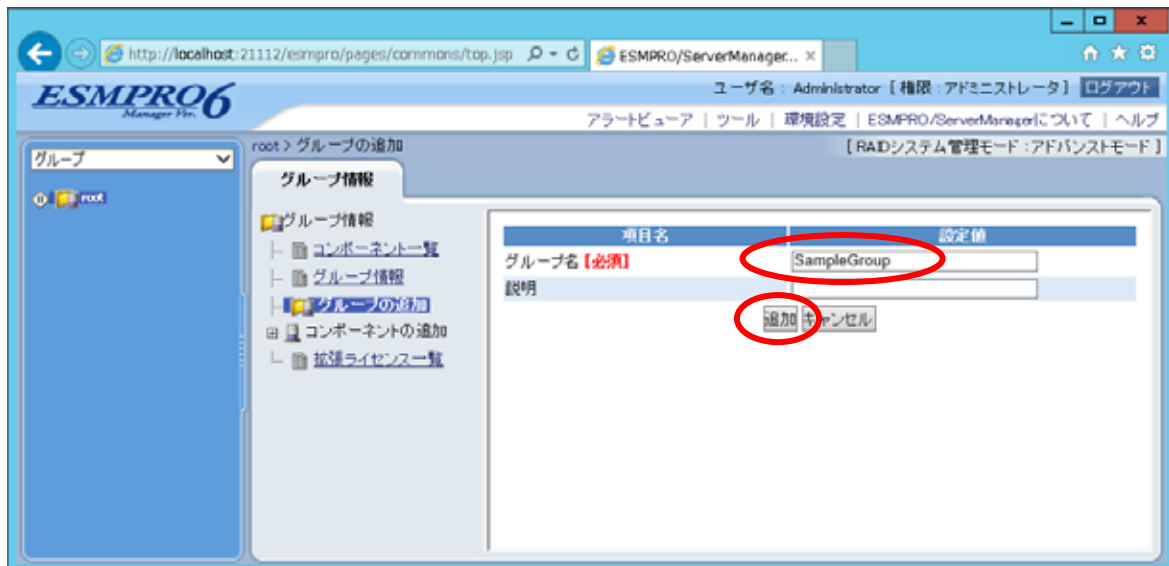 http://localhost:21112/esmpro/pages/commons/top.jsp
ESMPRO/ServerManager... ×
ESMPRO6
Manager Ver.
ユーザ名 : Administrator [ 権限 : アドミニストレータ ] ログアウト
アラートビューア | ツール | 環境設定 | ESMPRO/ServerManagerについて | ヘルプ
グループ
root > グループの追加
[ RAIDシステム管理モード : アドバンストモード ]
root
グループ情報
グループ情報
コンポーネント一覧
グループ情報
グループの追加
コンポーネントの追加
拡張ライセンス一覧
項目名 設定値
グループ名 [必須] SampleGroup
説明
追加 キャンセル